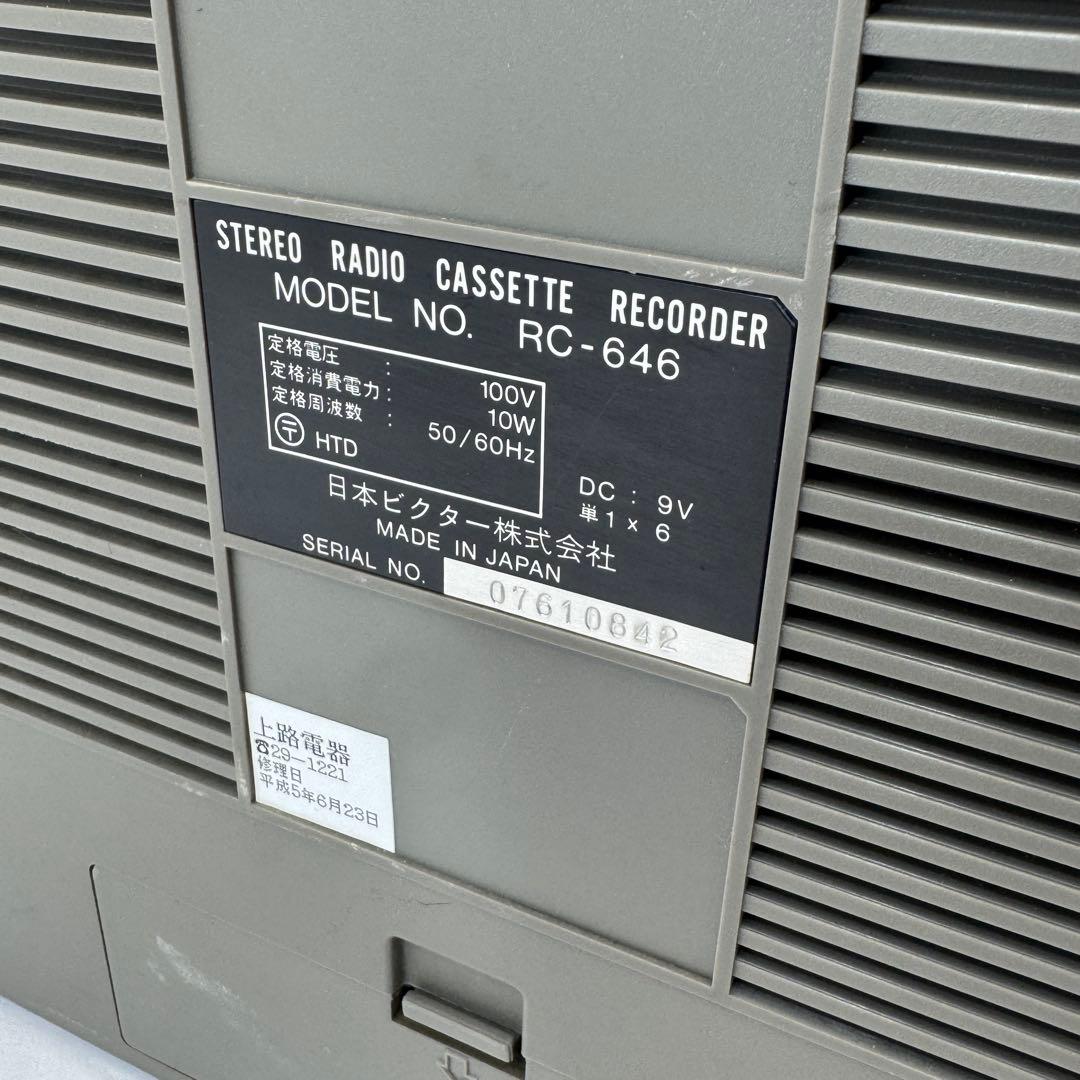 STEREO RADIO CASSETTE RECORDER
MODEL NO. RC-646
定格電圧 : 100V
定格消費電力 : 10W
定格周波数 : 50/60Hz
〒 HTD
DC : 9V
単1×6
日本ビクター株式会社
MADE IN JAPAN
SERIAL NO. 07610842
上路電器
☎29-1221
修理日
平成5年6月23日